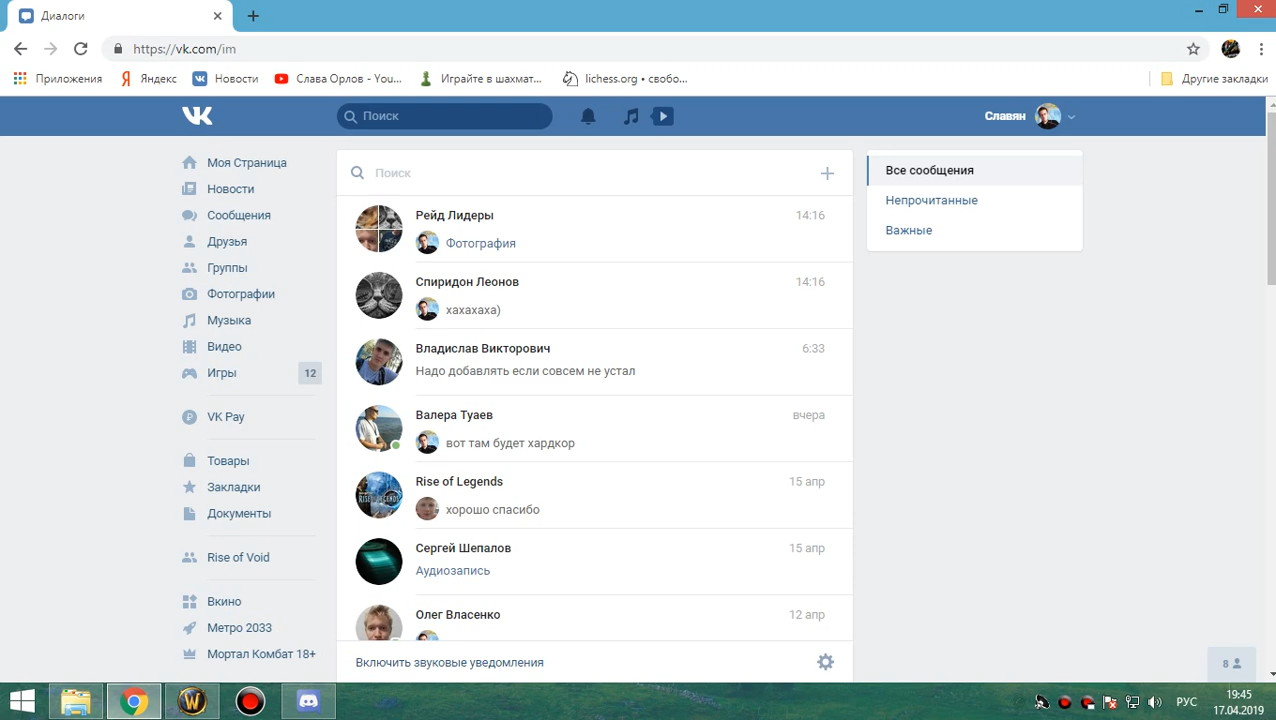 Диалоги
https://vk.com/im
Приложения
Яндекс
Новости
Слава Орлов - You...
Играйте в шахмат...
lichess.org • свобо...
Другие закладки
Поиск
Славян
Моя Страница
Новости
Сообщения
Друзья
Группы
Фотографии
Музыка
Видео
Игры 12
VK Pay
Товары
Закладки
Документы
Rise of Void
Вкино
Метро 2033
Мортал Комбат 18+
Поиск
Рейд Лидеры 14:16
Фотография
Спиридон Леонов 14:16
хахахаха)
Владислав Викторович 6:33
Надо добавлять если совсем не устал
Валера Туаев вчера
вот там будет хардкор
Rise of Legends 15 апр
хорошо спасибо
Сергей Шепалов 15 апр
Аудиозапись
Олег Власенко 12 апр
Включить звуковые уведомления
Все сообщения
Непрочитанные
Важные
8
РУС
19:45
17.04.2019